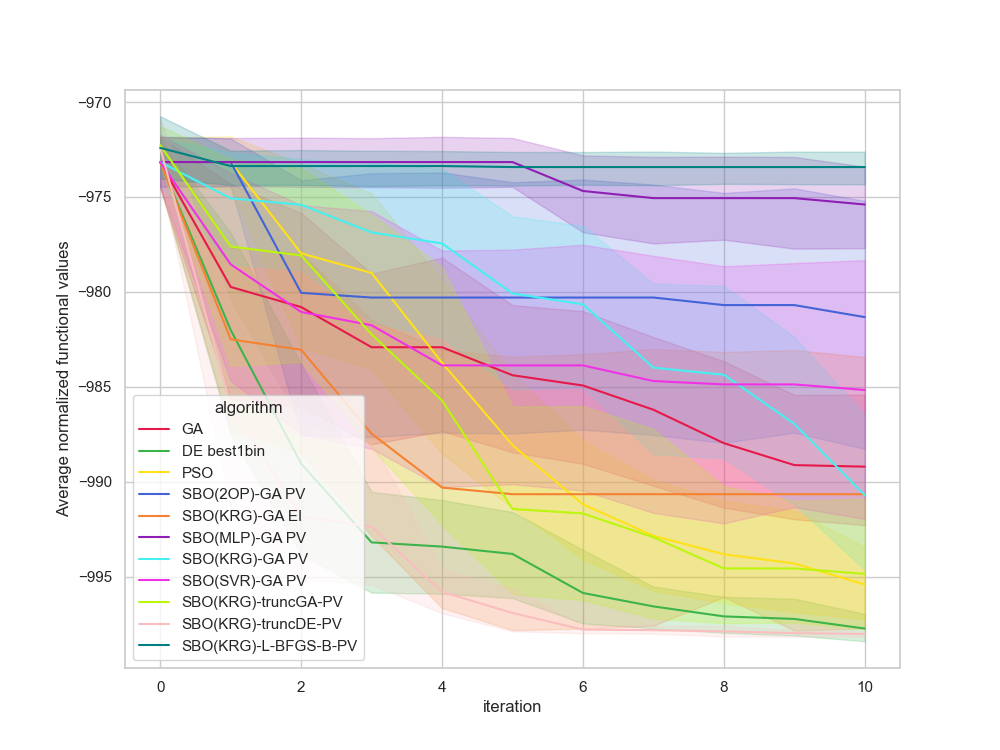 −970
−975
−980
−985
−990
−995
Average normalized functional values
algorithm
GA
DE best1bin
PSO
SBO(2OP)-GA PV
SBO(KRG)-GA EI
SBO(MLP)-GA PV
SBO(KRG)-GA PV
SBO(SVR)-GA PV
SBO(KRG)-truncGA-PV
SBO(KRG)-truncDE-PV
SBO(KRG)-L-BFGS-B-PV
0 2 4 6 8 10
iteration